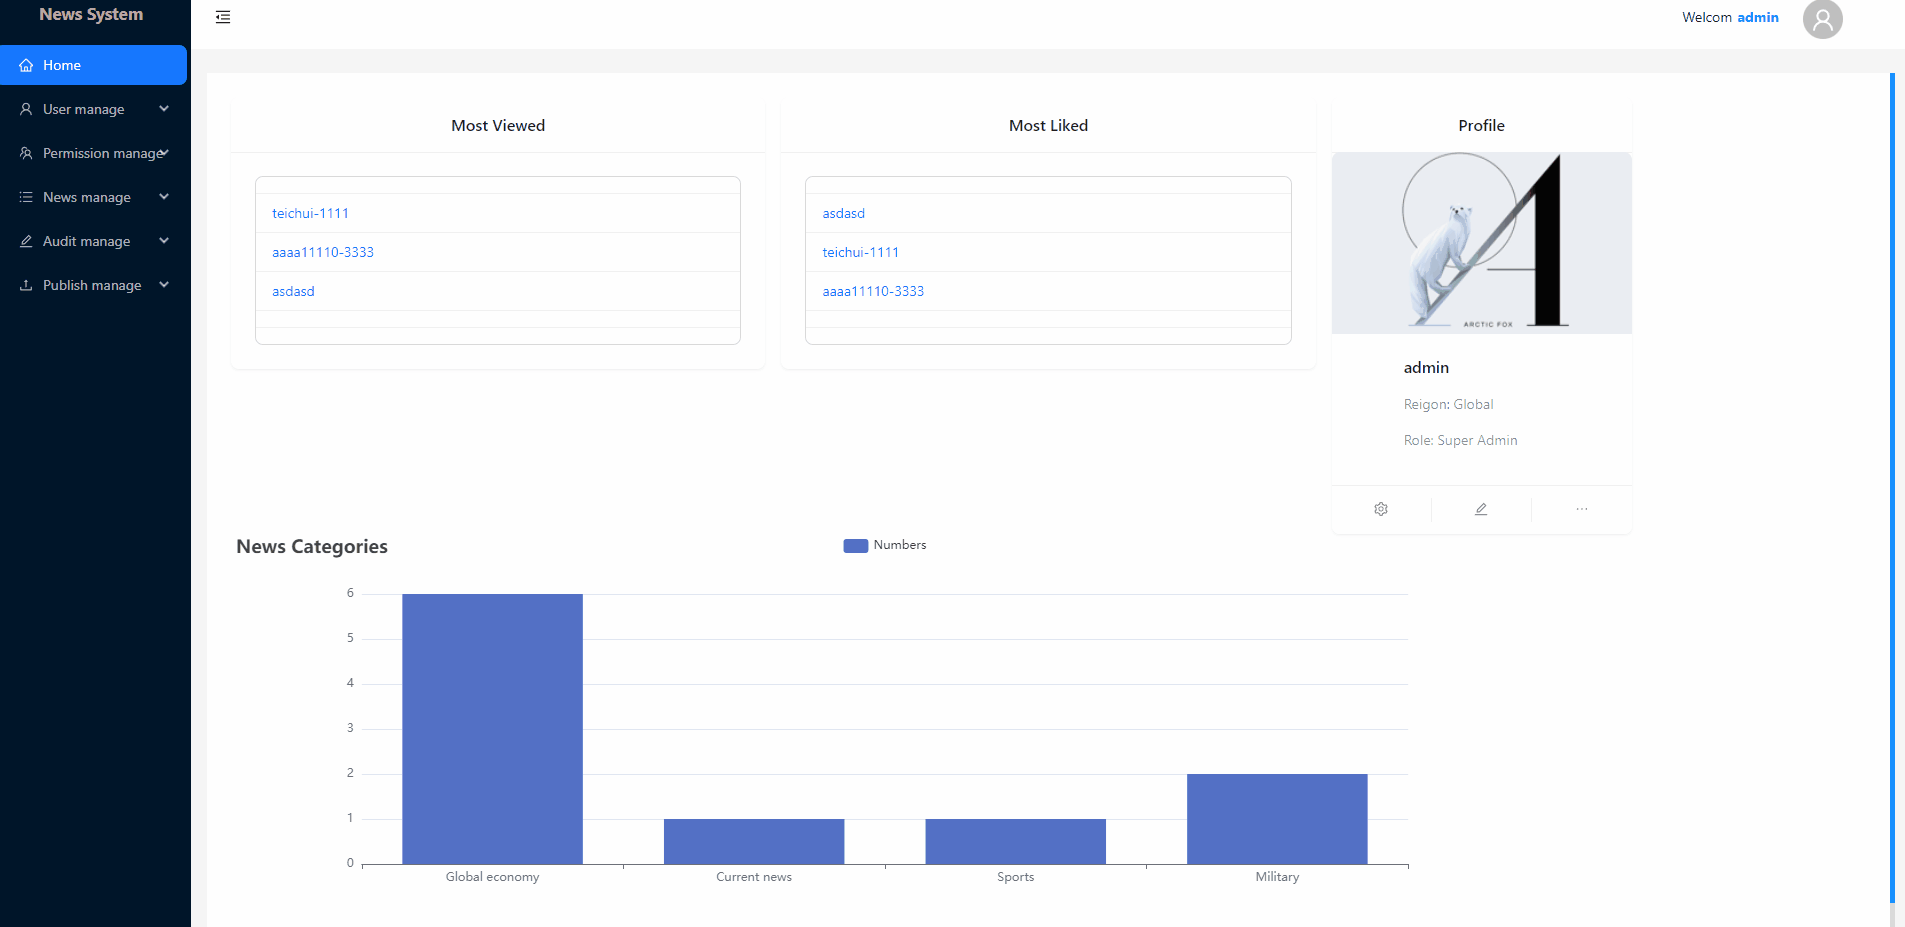 News System
Home
User manage
Permission manage
News manage
Audit manage
Publish manage
Welcom admin
Most Viewed
teichui-1111
aaaa11110-3333
asdasd
Most Liked
asdasd
teichui-1111
aaaa11110-3333
Profile
A
ARCTIC FOX
admin
Reigon: Global
Role: Super Admin
News Categories
Numbers
6
5
4
3
2
1
0
Global economy
Current news
Sports
Military